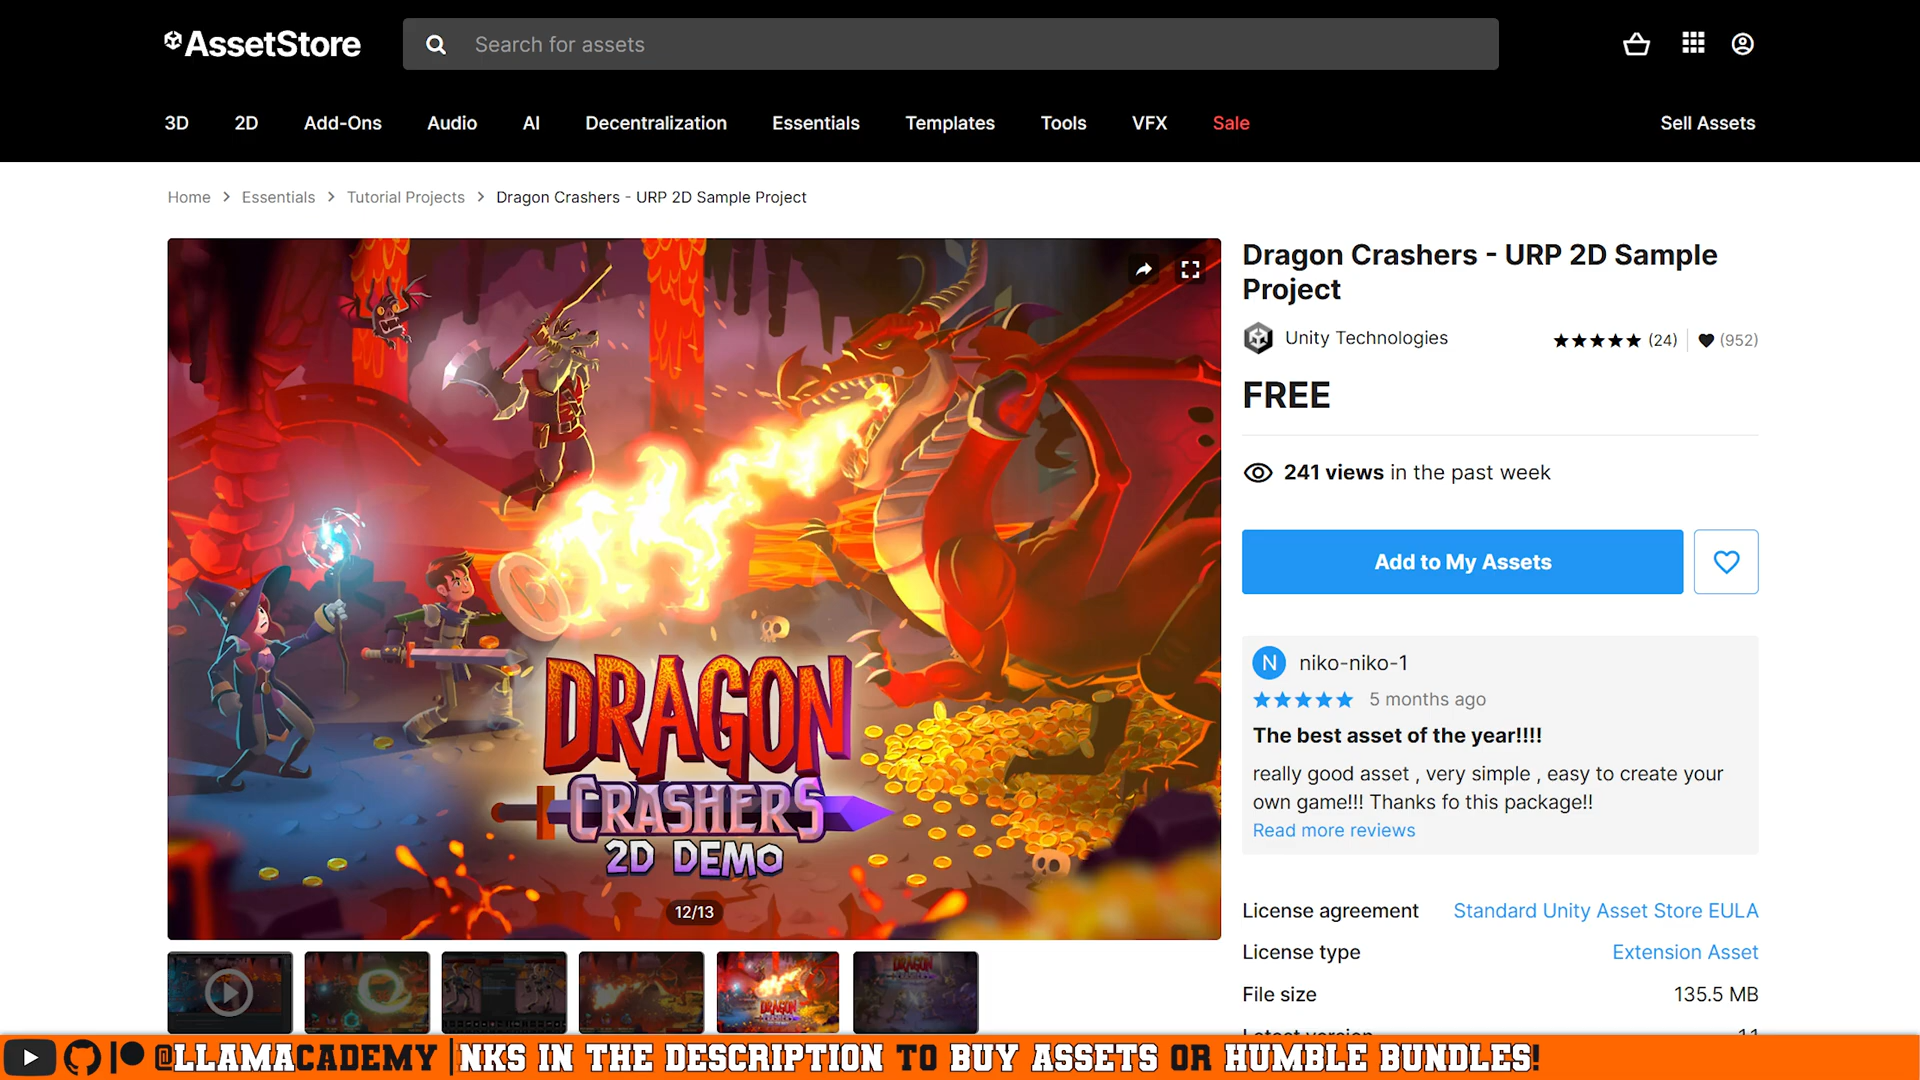 AssetStore
Search for assets
3D 2D Add-Ons Audio AI Decentralization Essentials Templates Tools VFX Sale Sell Assets
Home > Essentials > Tutorial Projects > Dragon Crashers - URP 2D Sample Project
Dragon Crashers - URP 2D Sample
Project
Unity Technologies
(24)
(952)
FREE
241 views in the past week
Add to My Assets
N niko-niko-1
5 months ago
The best asset of the year!!!!
really good asset , very simple , easy to create your
own game!!! Thanks fo this package!!
Read more reviews
License agreement Standard Unity Asset Store EULA
License type Extension Asset
File size 135.5 MB
Latest version 11
DRAGON
CRASHERS
2D DEMO
12/13
DRAGON
DRAGON
@LLAMACADEMY
NKS IN THE DESCRIPTION TO BUY ASSETS OR HUMBLE BUNDLES!